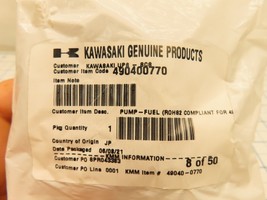 KAWASAKI GENUINE PRODUCTS
Customer KAWASAKI
Customer Item Code 490400770
Item Note
Customer Item Desc. PUMP-FUEL (ROHS2 COMPLIANT FOR
Pkg Quantity 1
Country of Origin JP
Date Packaged 06/08/21
KMM INFORMATION
8 of 50
Customer PO
Customer PO Line 0001 KMM Item # 49040-0770